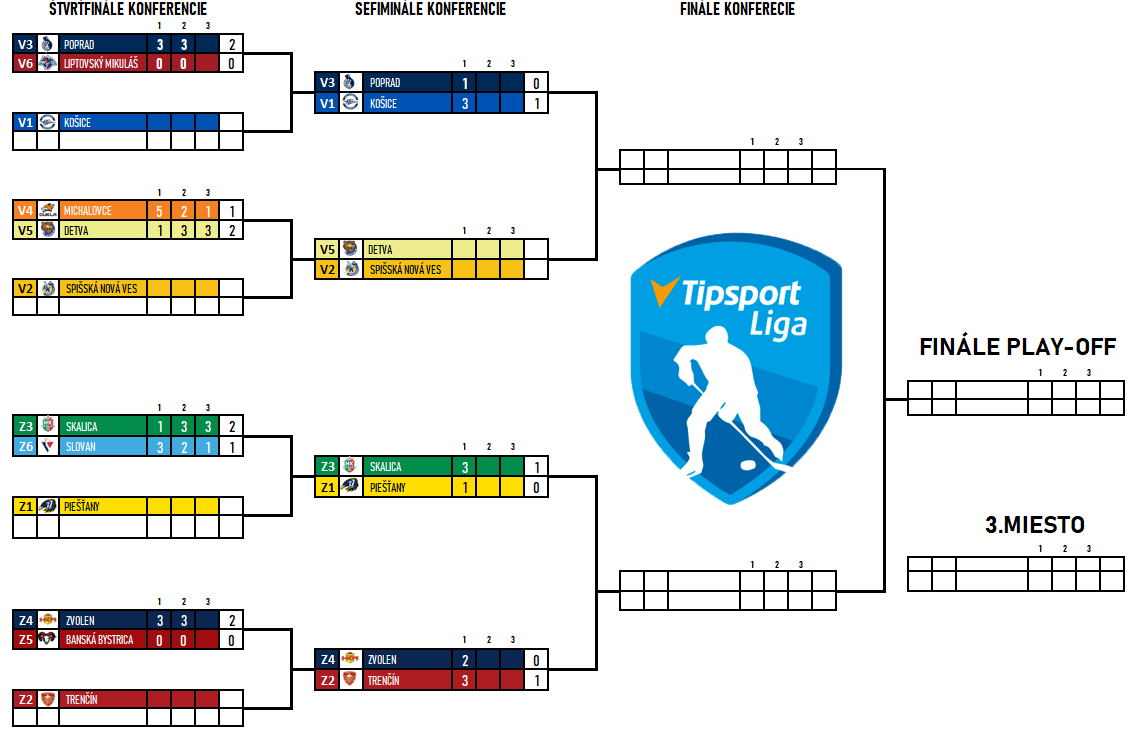 ŠTVRŤFINÁLE KONFERENCIE
SEFIMINÁLE KONFERENCIE
FINÁLE KONFERECIE
1 2 3
V3 POPRAD 3 3 2
V6 LIPTOVSKÝ MIKULÁŠ 0 0 0
1 2 3
V3 POPRAD 1 0
V1 KOŠICE 3 1
V1 KOŠICE
1 2 3
1 2 3
V4 DUKLA MICHALOVCE 5 2 1 1
V5 DETVA 1 3 3 2
1 2 3
V5 DETVA
V2 SPIŠSKÁ NOVÁ VES
V2 SPIŠSKÁ NOVÁ VES
Tipsport
Liga
FINÁLE PLAY-OFF
1 2 3
1 2 3
Z3 SKALICA 1 3 3 2
Z6 SLOVAN 3 2 1 1
1 2 3
Z3 SKALICA 3 1
Z1 PIEŠŤANY 1 0
Z1 PIEŠŤANY
3.MIESTO
1 2 3
1 2 3
1 2 3
Z4 ZVOLEN 3 3 2
Z5 BANSKÁ BYSTRICA 0 0 0
1 2 3
Z4 ZVOLEN 2 0
Z2 TRENČÍN 3 1
Z2 TRENČÍN